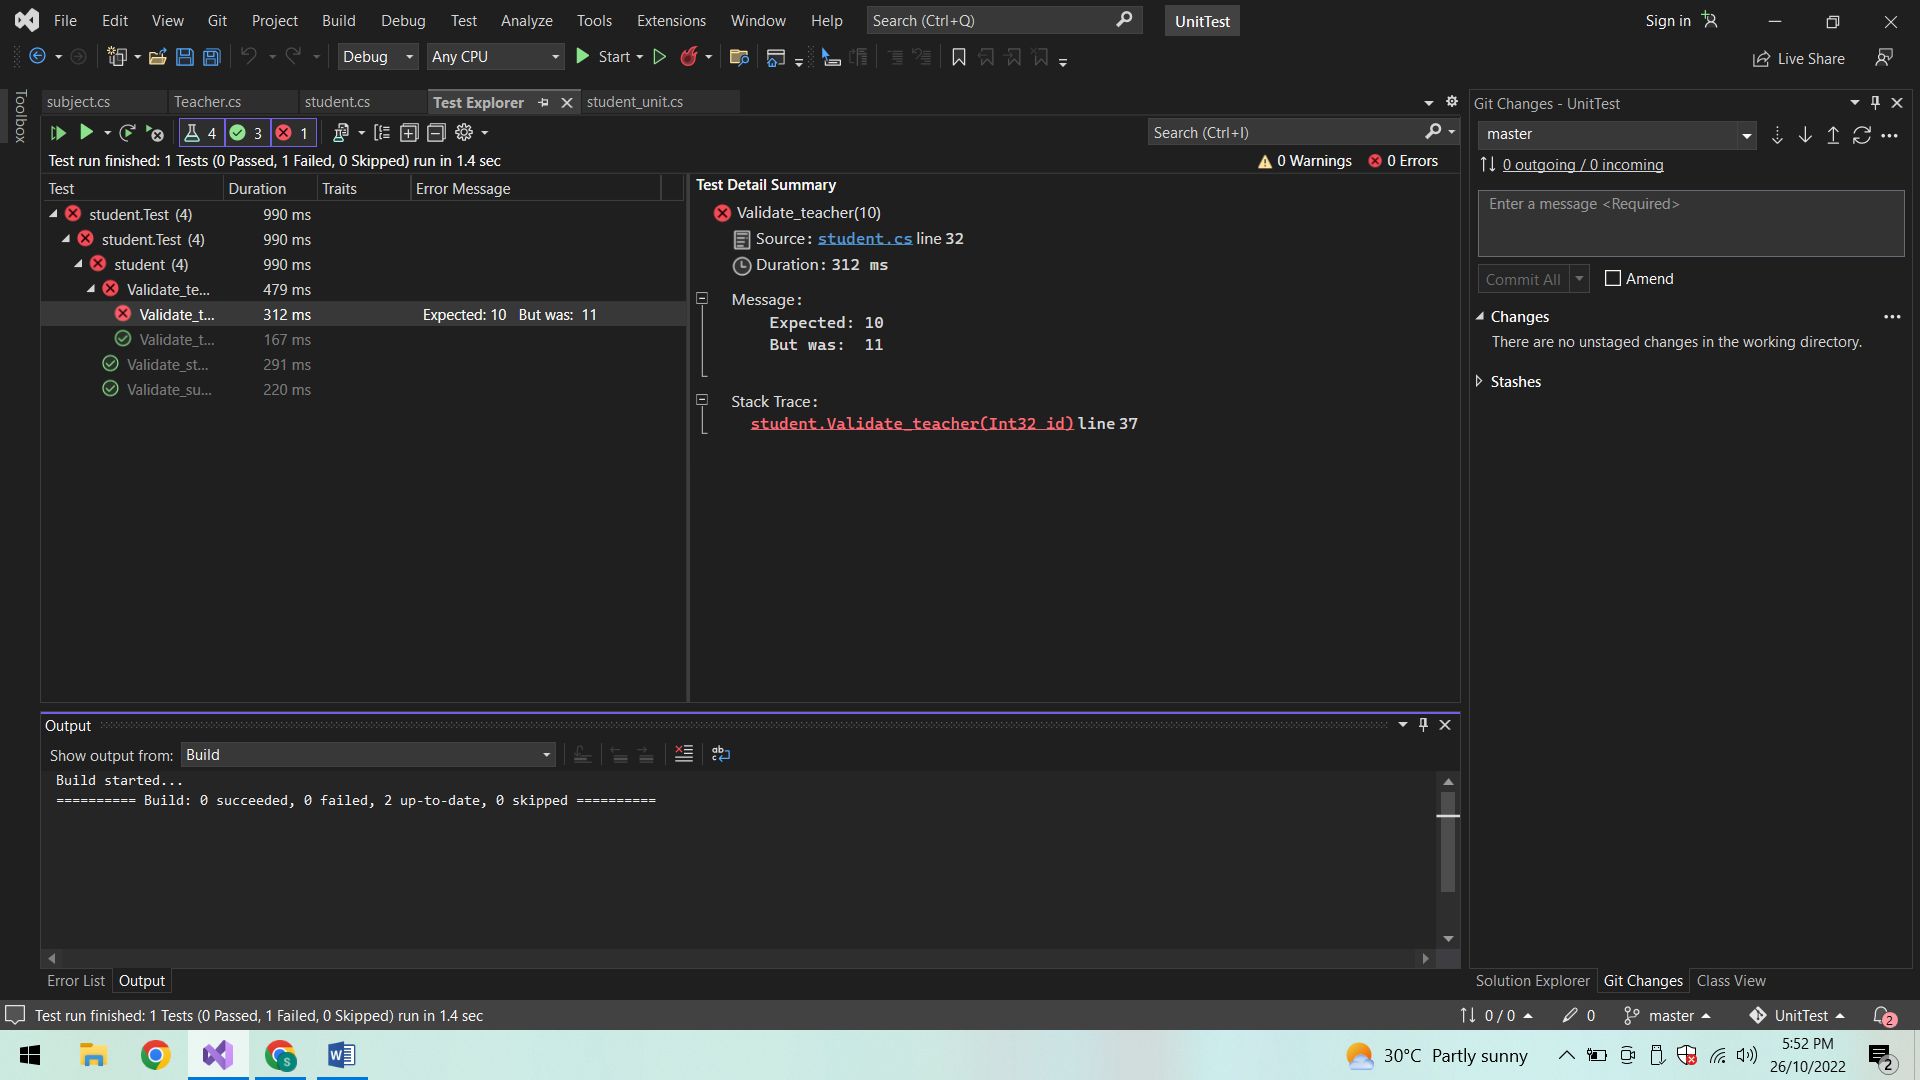 File Edit View Git Project Build Debug Test Analyze Tools Extensions Window Help Search (Ctrl+Q) UnitTest Sign in
Debug Any CPU Start Live Share
Toolbox
subject.cs Teacher.cs student.cs Test Explorer student_unit.cs
4 3 1 Search (Ctrl+I)
Test run finished: 1 Tests (0 Passed, 1 Failed, 0 Skipped) run in 1.4 sec 0 Warnings 0 Errors
Test Duration Traits Error Message
student.Test (4) 990 ms
student.Test (4) 990 ms
student (4) 990 ms
Validate_te... 479 ms
Validate_t... 312 ms Expected: 10 But was: 11
Validate_t... 167 ms
Validate_st... 291 ms
Validate_su... 220 ms
Test Detail Summary
Validate_teacher(10)
Source: student.cs line 32
Duration: 312 ms
Message:
Expected: 10
But was: 11
Stack Trace:
student.Validate_teacher(Int32 id) line 37
Git Changes - UnitTest
master
0 outgoing / 0 incoming
Enter a message <Required>
Commit All Amend
Changes
There are no unstaged changes in the working directory.
Stashes
Output
Show output from: Build
Build started...
========== Build: 0 succeeded, 0 failed, 2 up-to-date, 0 skipped ==========
Error List Output
Solution Explorer Git Changes Class View
Test run finished: 1 Tests (0 Passed, 1 Failed, 0 Skipped) run in 1.4 sec 0 / 0 0 master UnitTest 2
30°C Partly sunny
5:52 PM
26/10/2022
2